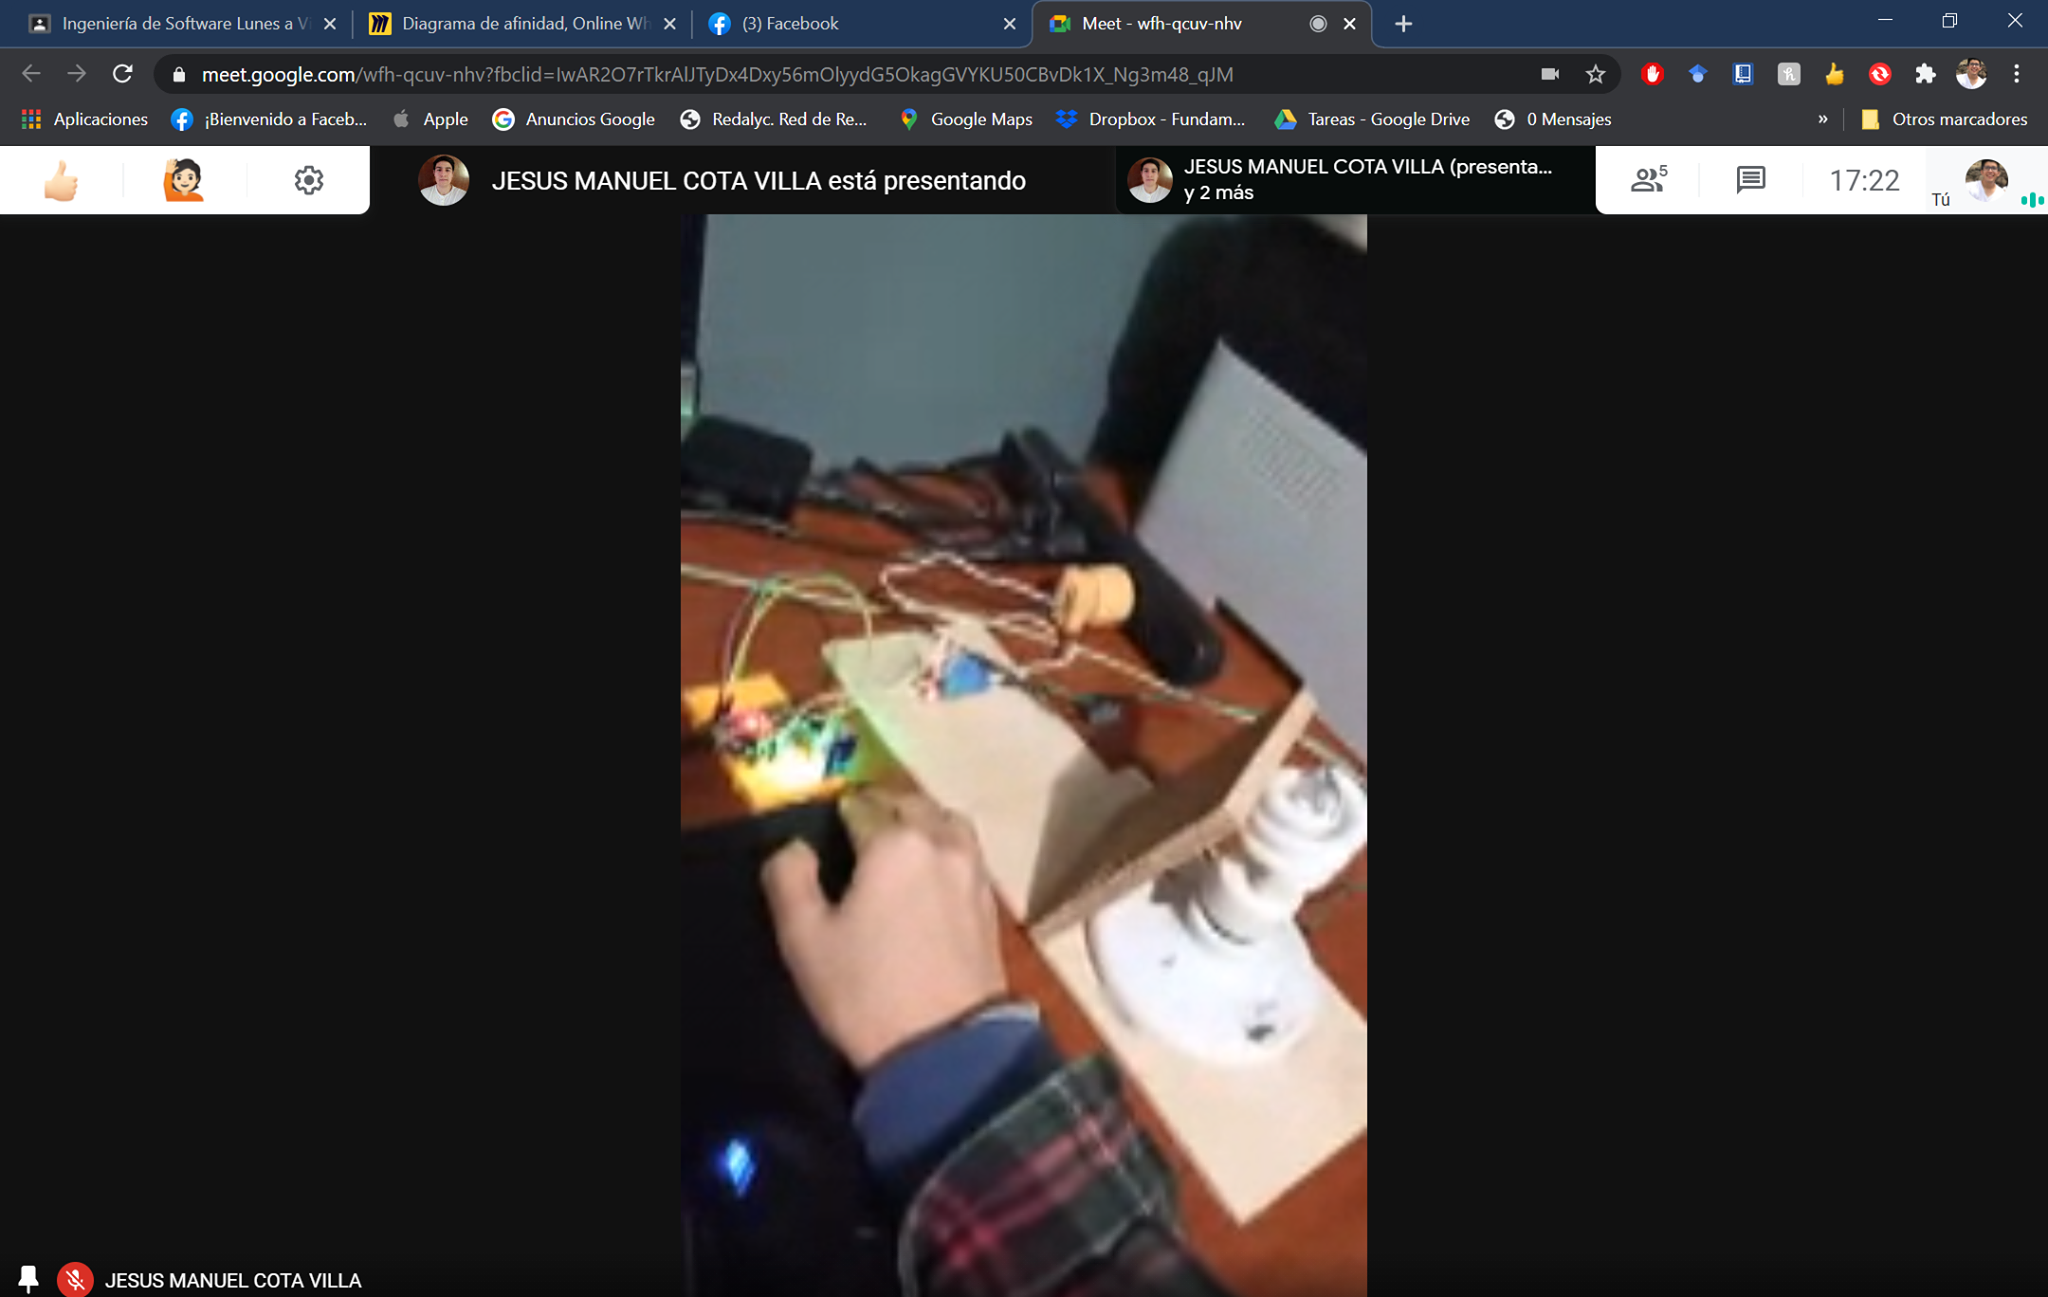 Ingeniería de Software Lunes a Vi
Diagrama de afinidad, Online Wh
(3) Facebook
Meet - wfh-qcuv-nhv
meet.google.com/wfh-qcuv-nhv?fbclid=IwAR2O7rTkrAlJTyDx4Dxy56mOlyydG5OkagGVYKU50CBvDk1X_Ng3m48_qJM
Aplicaciones
¡Bienvenido a Faceb...
Apple
Anuncios Google
Redalyc. Red de Re...
Google Maps
Dropbox - Fundam...
Tareas - Google Drive
0 Mensajes
»
Otros marcadores
JESUS MANUEL COTA VILLA está presentando
JESUS MANUEL COTA VILLA (presenta...
y 2 más
5
17:22
Tú
JESUS MANUEL COTA VILLA